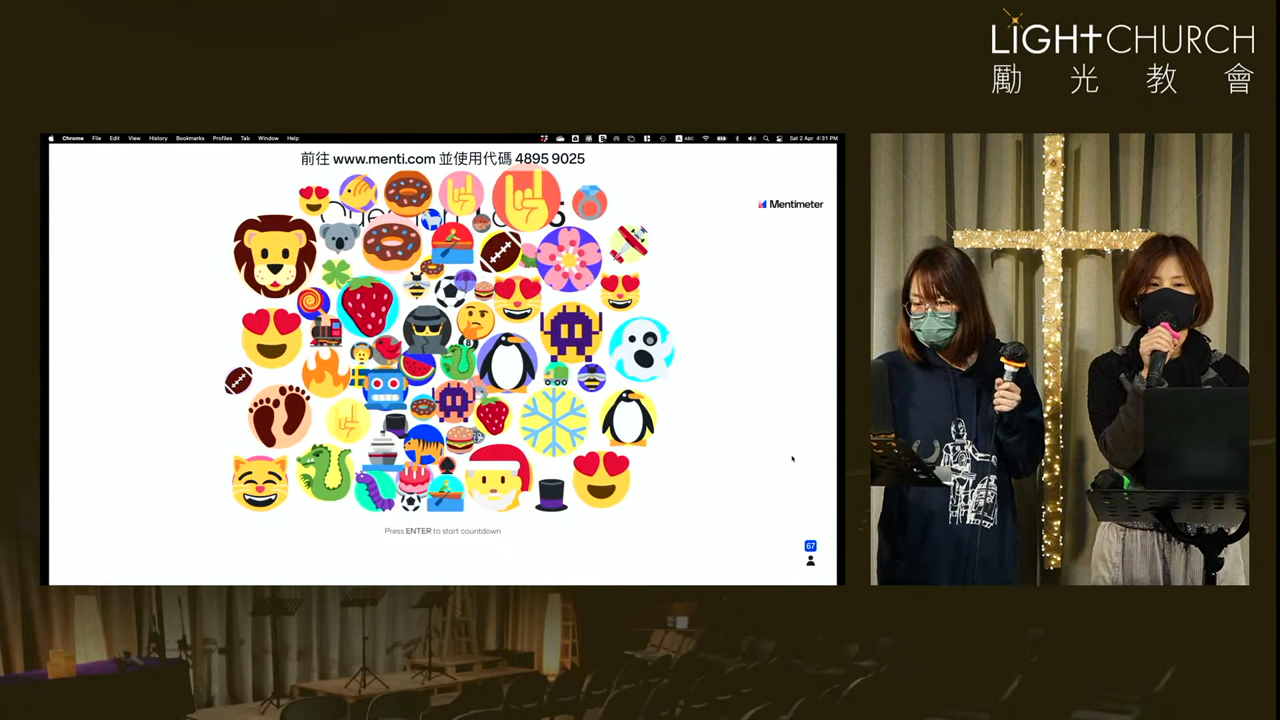 LiGHtCHURCH
勵光教會
Chrome File Edit View History Bookmarks Profiles Tab Window Help
ABC Sat 2 Apr 4:31 PM
前往 www.menti.com 並使用代碼 4895 9025
Mentimeter
Press ENTER to start countdown
67